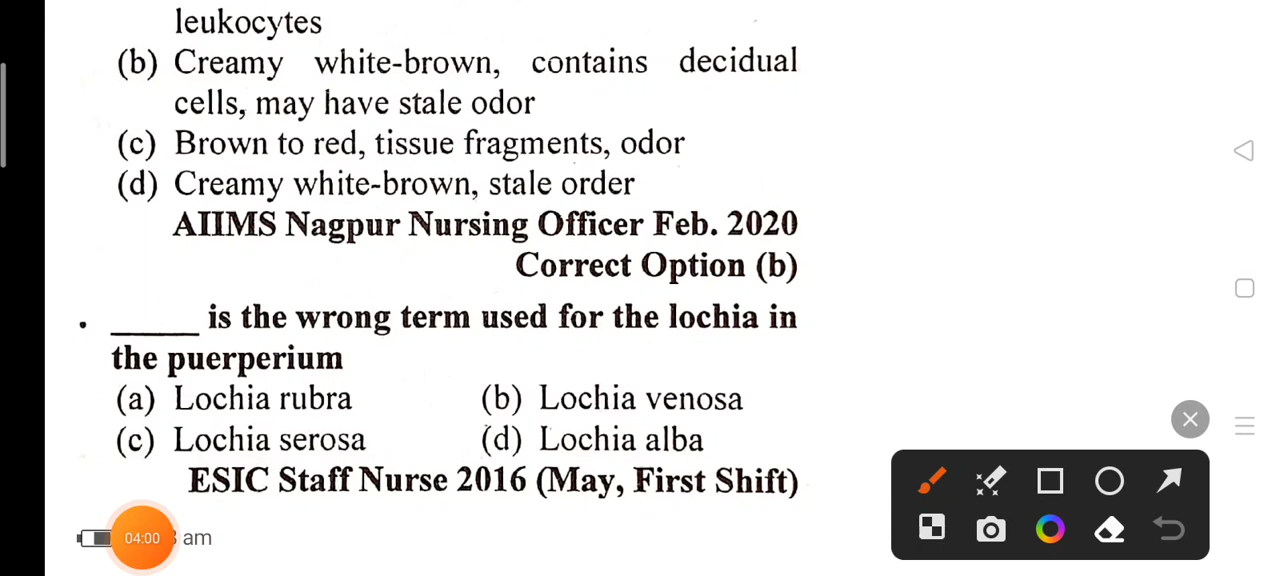 leukocytes
(b) Creamy white-brown, contains decidual
cells, may have stale odor
(c) Brown to red, tissue fragments, odor
(d) Creamy white-brown, stale order
AIIMS Nagpur Nursing Officer Feb. 2020
Correct Option (b)
. _____ is the wrong term used for the lochia in
the puerperium
(a) Lochia rubra (b) Lochia venosa
(c) Lochia serosa (d) Lochia alba
ESIC Staff Nurse 2016 (May, First Shift)
04:00 am